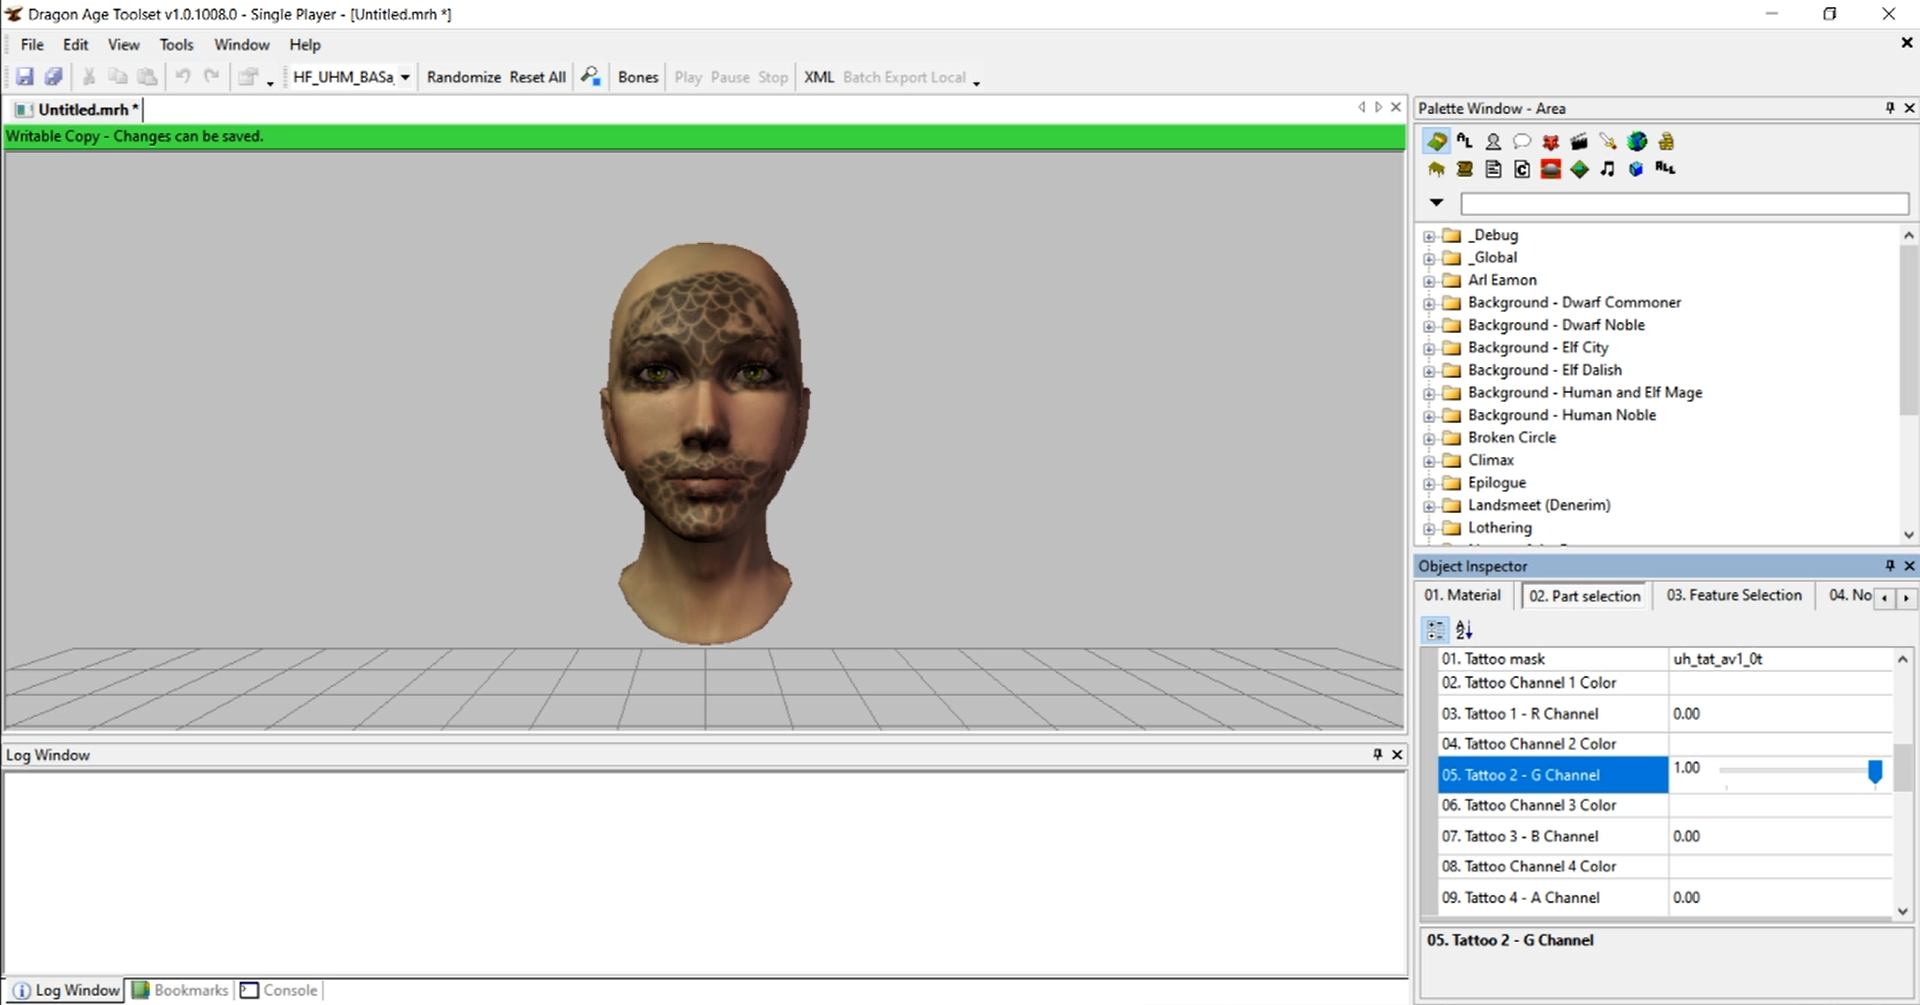 Dragon Age Toolset v1.0.1008.0 - Single Player - [Untitled.mrh *]
File Edit View Tools Window Help
HF_UHM_BASa Randomize Reset All Bones Play Pause Stop XML Batch Export Local
Untitled.mrh *
Writable Copy - Changes can be saved.
Palette Window - Area
_Debug
_Global
Arl Eamon
Background - Dwarf Commoner
Background - Dwarf Noble
Background - Elf City
Background - Elf Dalish
Background - Human and Elf Mage
Background - Human Noble
Broken Circle
Climax
Epilogue
Landsmeet (Denerim)
Lothering
Object Inspector
01. Material 02. Part selection 03. Feature Selection 04. No
01. Tattoo mask uh_tat_av1_0t
02. Tattoo Channel 1 Color
03. Tattoo 1 - R Channel 0.00
04. Tattoo Channel 2 Color
05. Tattoo 2 - G Channel 1.00
06. Tattoo Channel 3 Color
07. Tattoo 3 - B Channel 0.00
08. Tattoo Channel 4 Color
09. Tattoo 4 - A Channel 0.00
05. Tattoo 2 - G Channel
Log Window
Log Window Bookmarks Console